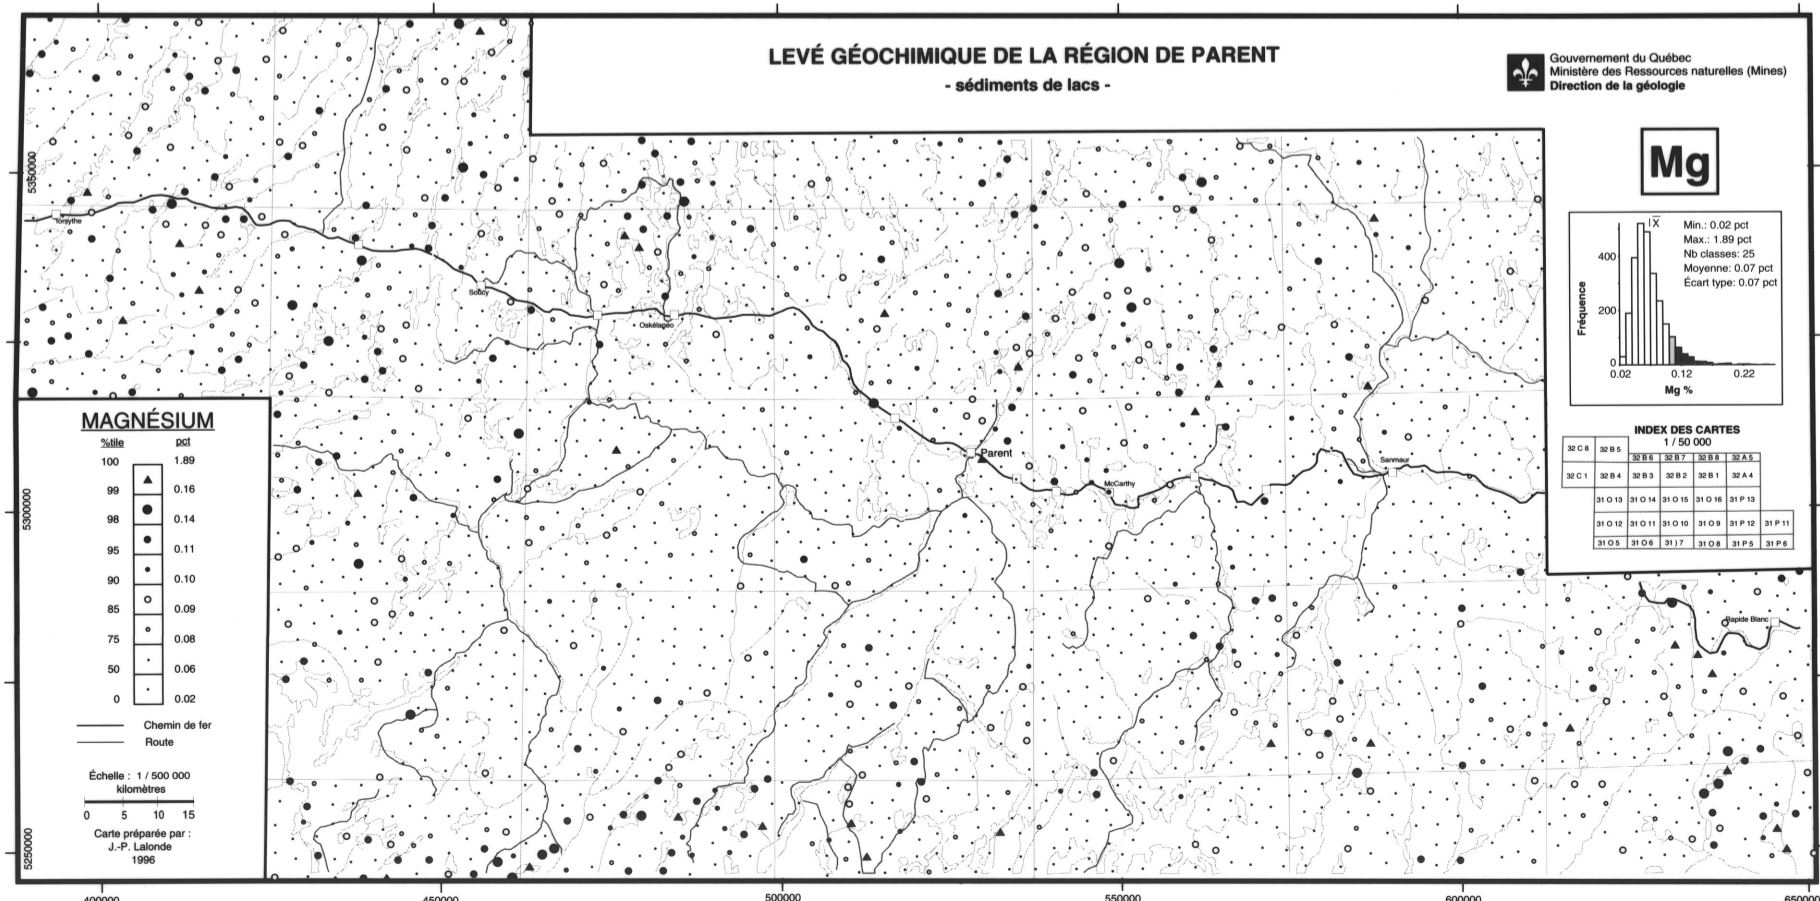 LEVÉ GÉOCHIMIQUE DE LA RÉGION DE PARENT
- sédiments de lacs -
Gouvernement du Québec
Ministère des Ressources naturelles (Mines)
Direction de la géologie
Mg
X
Min.: 0.02 pct
Max.: 1.89 pct
Nb classes: 25
Moyenne: 0.07 pct
Écart type: 0.07 pct
Fréquence
400
200
0
0.02 0.12 0.22
Mg %
INDEX DES CARTES
1 / 50 000
32 C 8 32 B 5
32 B 6 32 B 7 32 B 8 32 A 5
32 C 1 32 B 4 32 B 3 32 B 2 32 B 1 32 A 4
31 O 13 31 O 14 31 O 15 31 O 16 31 P 13
31 O 12 31 O 11 31 O 10 31 O 9 31 P 12 31 P 11
31 O 5 31 O 6 31 ) 7 31 O 8 31 P 5 31 P 6
5350000
5300000
5250000
Forsythe
Soucy
Oskélanéo
Parent
McCarthy
Sanmaur
Rapide Blanc
MAGNÉSIUM
%tile pct
100 1.89
99 0.16
98 0.14
95 0.11
90 0.10
85 0.09
75 0.08
50 0.06
0 0.02
Chemin de fer
Route
Échelle : 1 / 500 000
kilomètres
0 5 10 15
Carte préparée par :
J.-P. Lalonde
1996
400000 450000 500000 550000 600000 650000